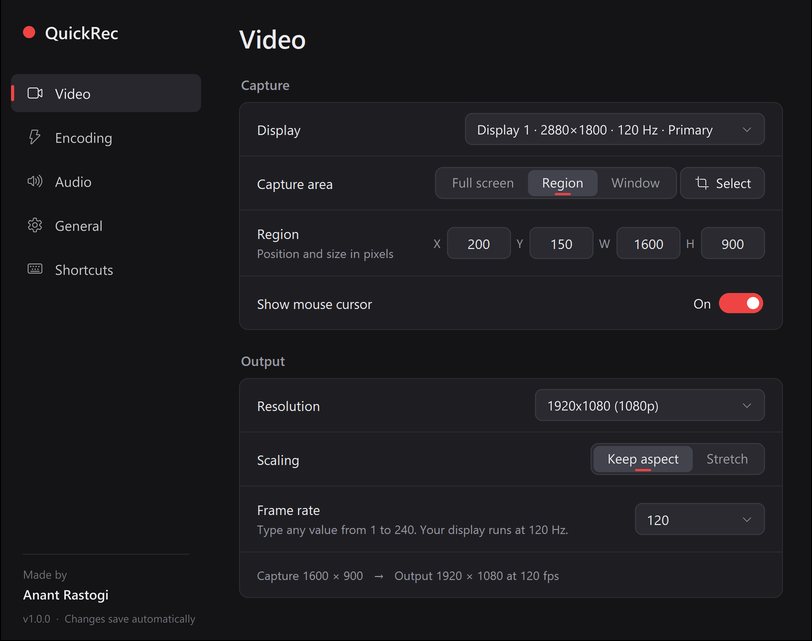 QuickRec
Video
Encoding
Audio
General
Shortcuts
Made by
Anant Rastogi
v1.0.0 · Changes save automatically
Video
Capture
Display
Display 1 · 2880×1800 · 120 Hz · Primary
Capture area
Full screen Region Window Select
Region
Position and size in pixels
X 200 Y 150 W 1600 H 900
Show mouse cursor
On
Output
Resolution
1920x1080 (1080p)
Scaling
Keep aspect Stretch
Frame rate
Type any value from 1 to 240. Your display runs at 120 Hz.
120
Capture 1600 × 900 → Output 1920 × 1080 at 120 fps